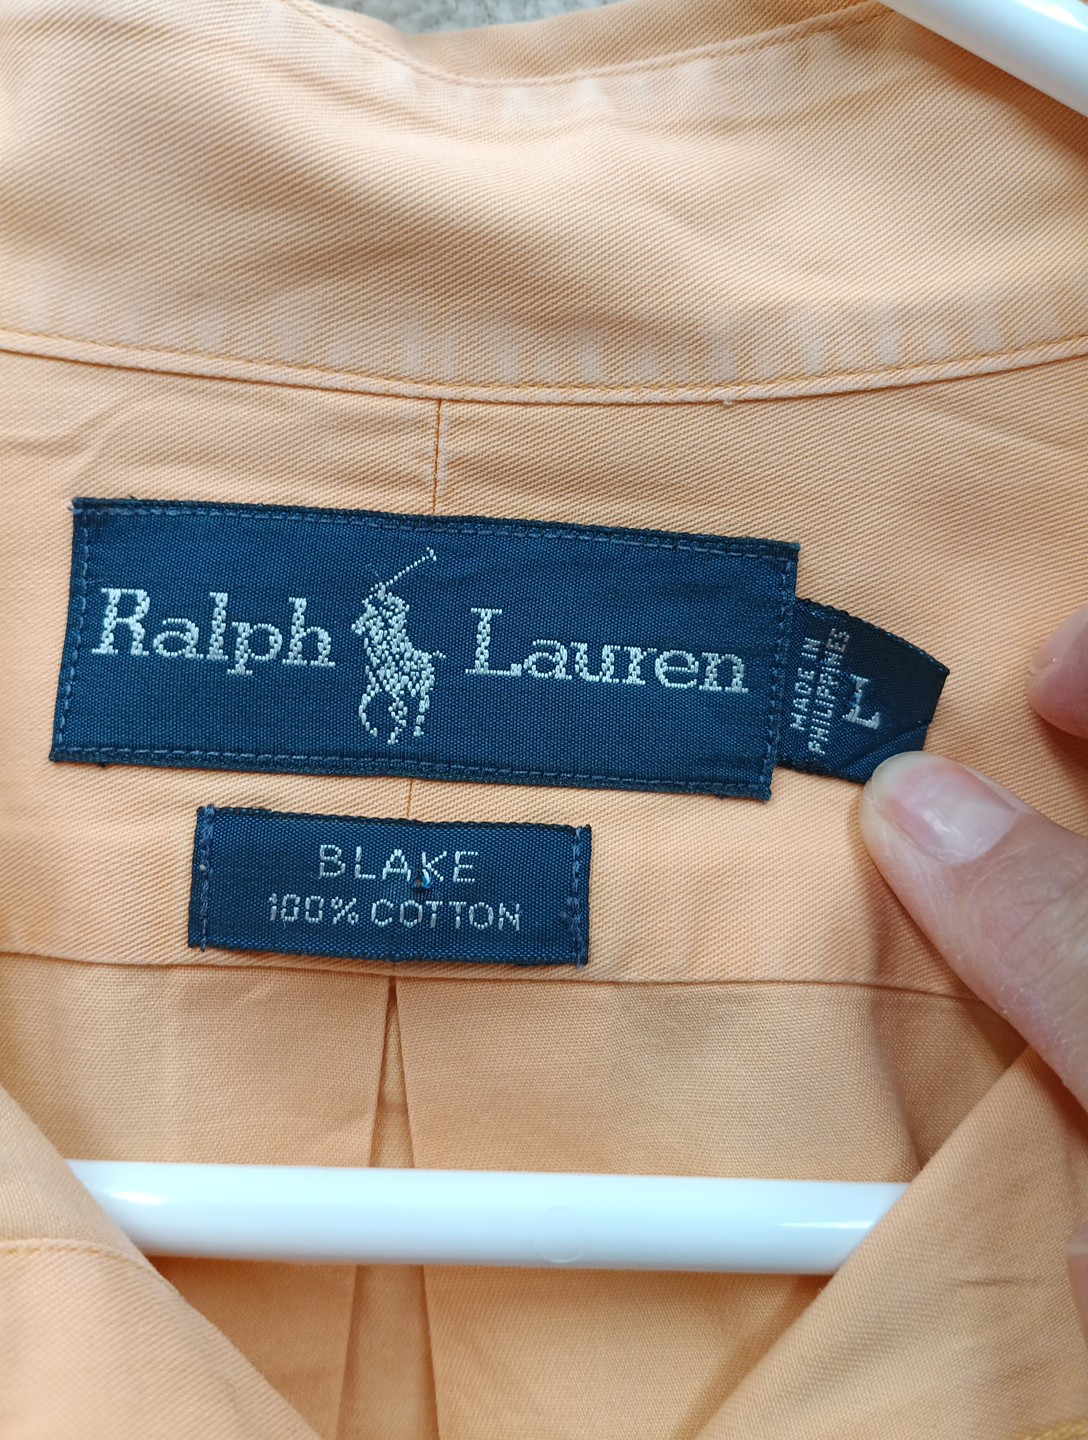 Ralph Lauren
MADE IN
PHILIPPINES
L
BLAKE
100% COTTON